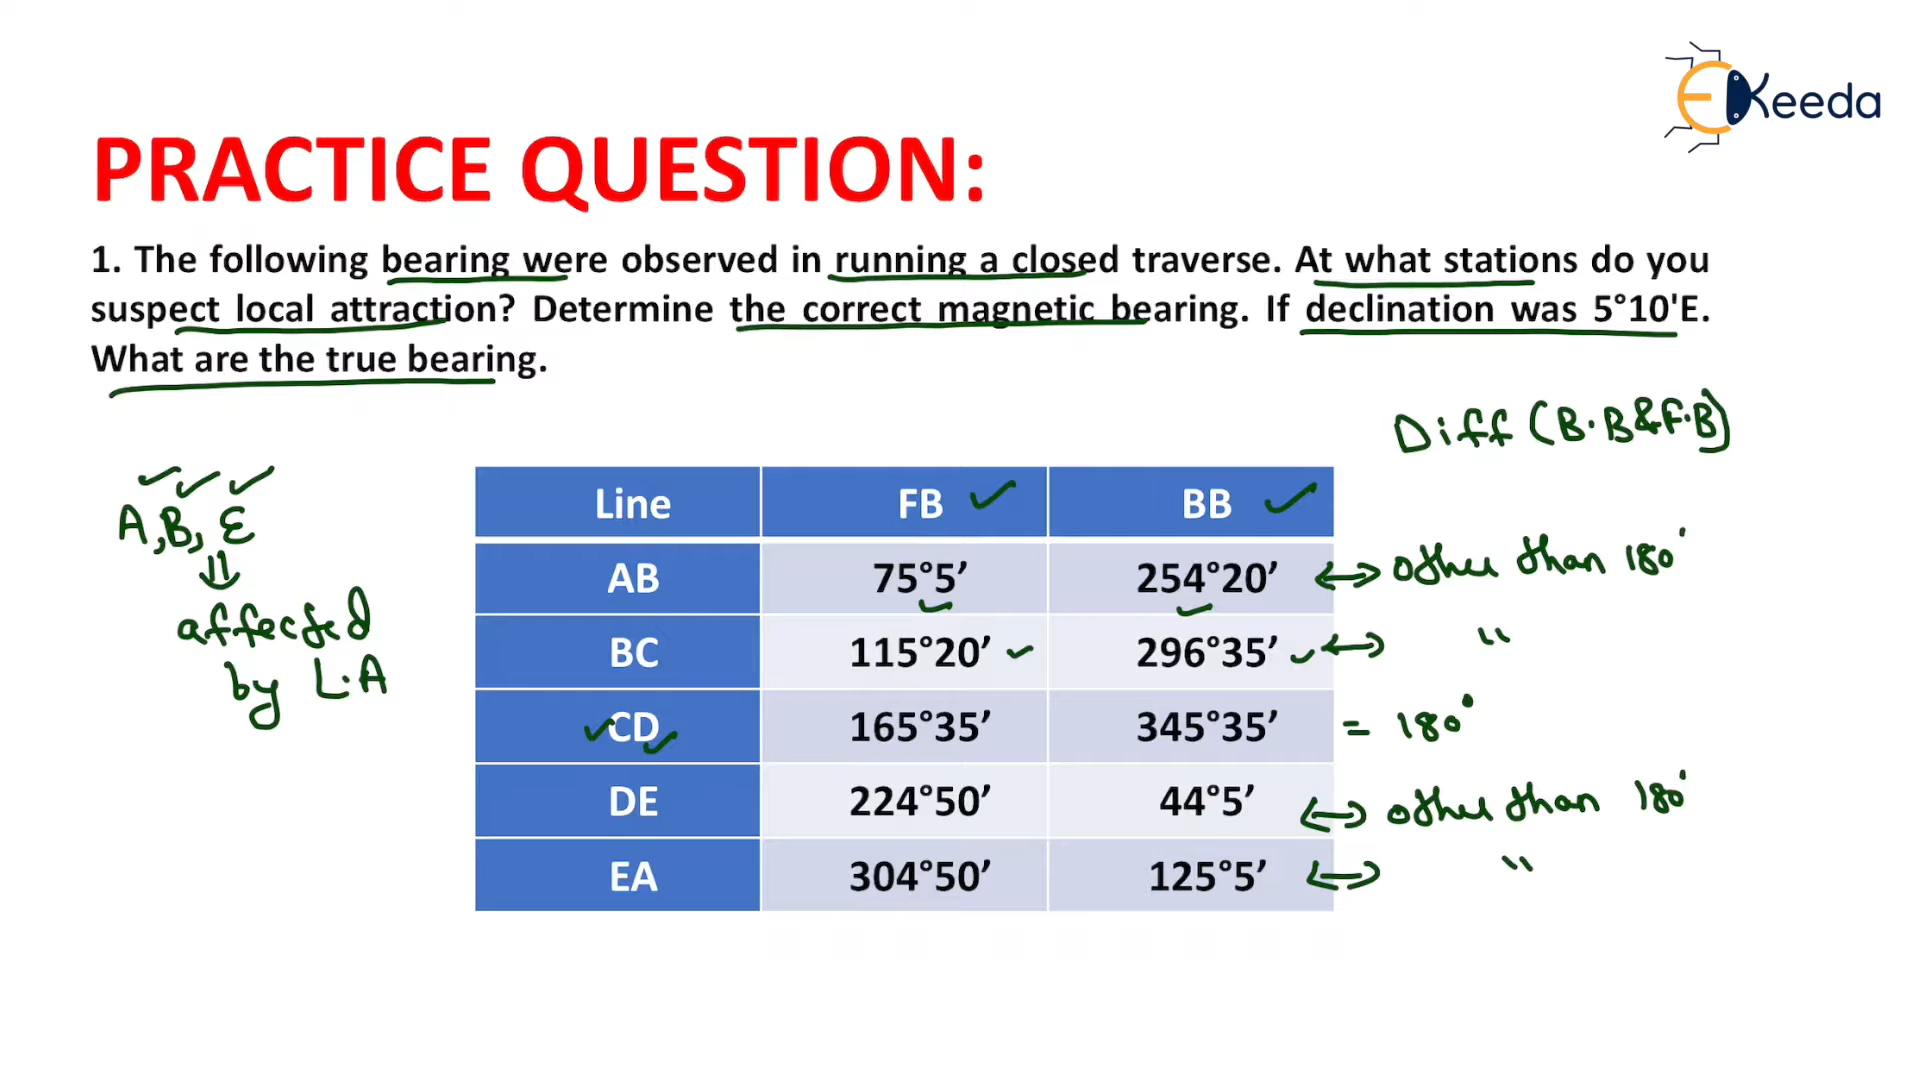 EKeeda
PRACTICE QUESTION:
1. The following bearing were observed in running a closed traverse. At what stations do you
suspect local attraction? Determine the correct magnetic bearing. If declination was 5°10'E.
What are the true bearing.
Diff (B.B & F.B)
A, B, E
affected
by L.A
Line FB BB
AB 75°5’ 254°20’ other than 180°
BC 115°20’ 296°35’ "
CD 165°35’ 345°35’ = 180°
DE 224°50’ 44°5’ other than 180°
EA 304°50’ 125°5’ "